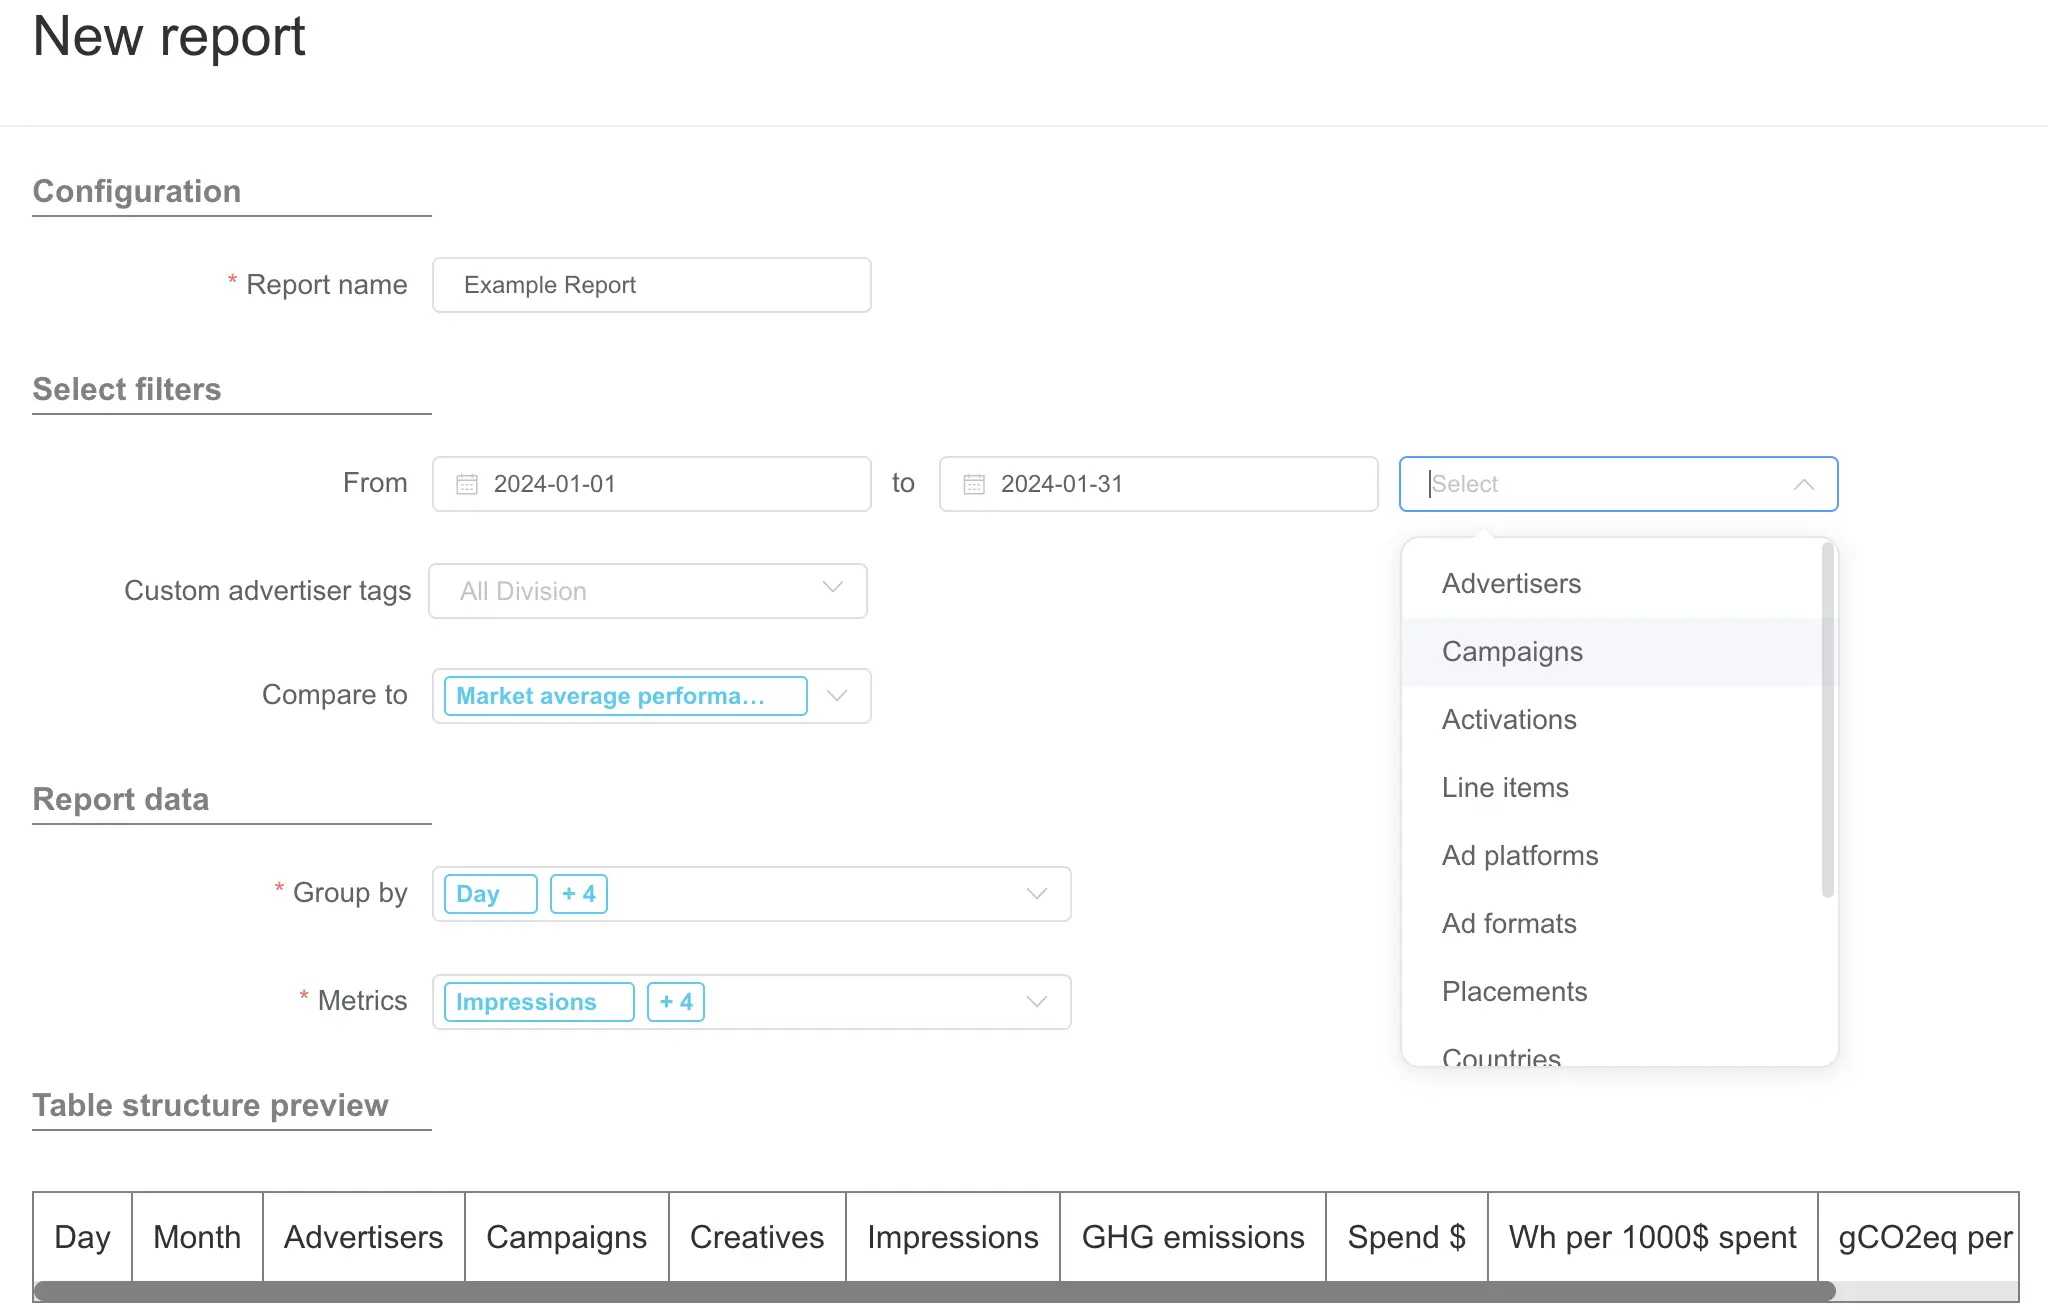 New report
Configuration
* Report name Example Report
Select filters
From 2024-01-01 to 2024-01-31 Select
Custom advertiser tags All Division
Compare to Market average performa...
Advertisers
Campaigns
Activations
Line items
Ad platforms
Ad formats
Placements
Countries
Report data
* Group by Day + 4
* Metrics Impressions + 4
Table structure preview
Day Month Advertisers Campaigns Creatives Impressions GHG emissions Spend $ Wh per 1000$ spent gCO2eq per